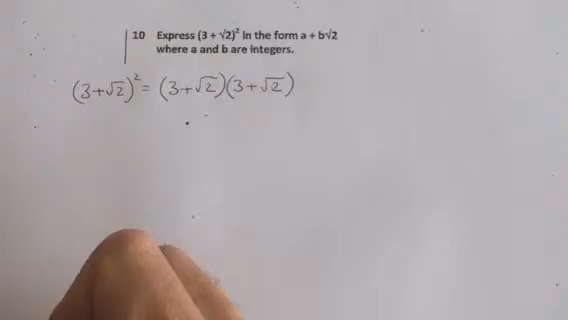 10 Express (3 + √2)² in the form a + b√2
where a and b are integers.
(3+√2)² = (3+√2)(3+√2)